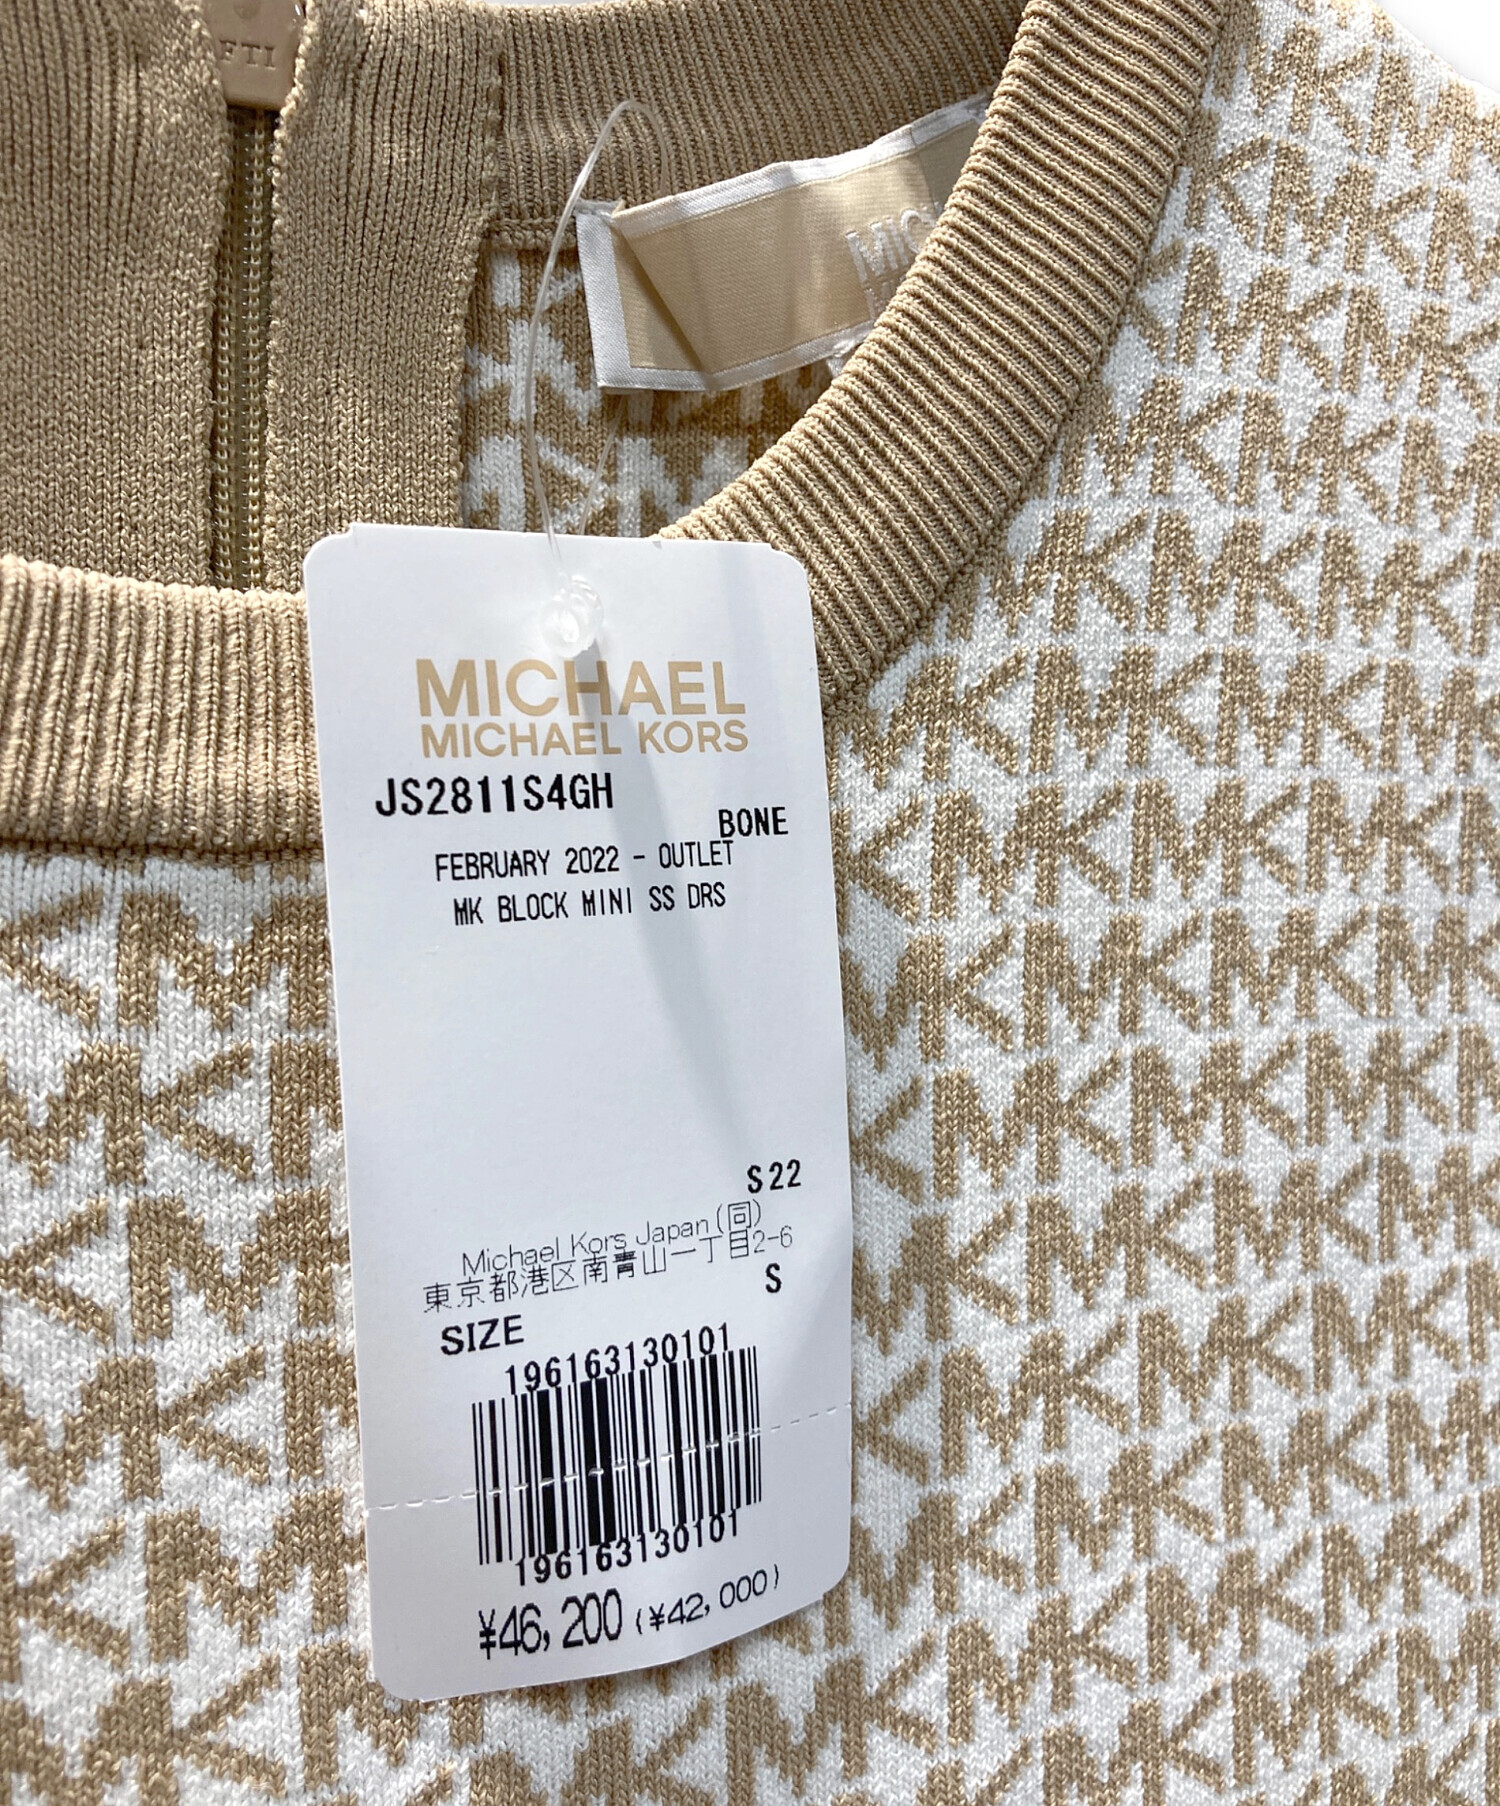 FTI
MIC
MICHAEL
MICHAEL KORS
JS2811S4GH
BONE
FEBRUARY 2022 - OUTLET
MK BLOCK MINI SS DRS
S22
Michael Kors Japan(同)
東京都港区南青山一丁目2-6
S
SIZE
196163130101
196163130101
¥46,200 (¥42,000)